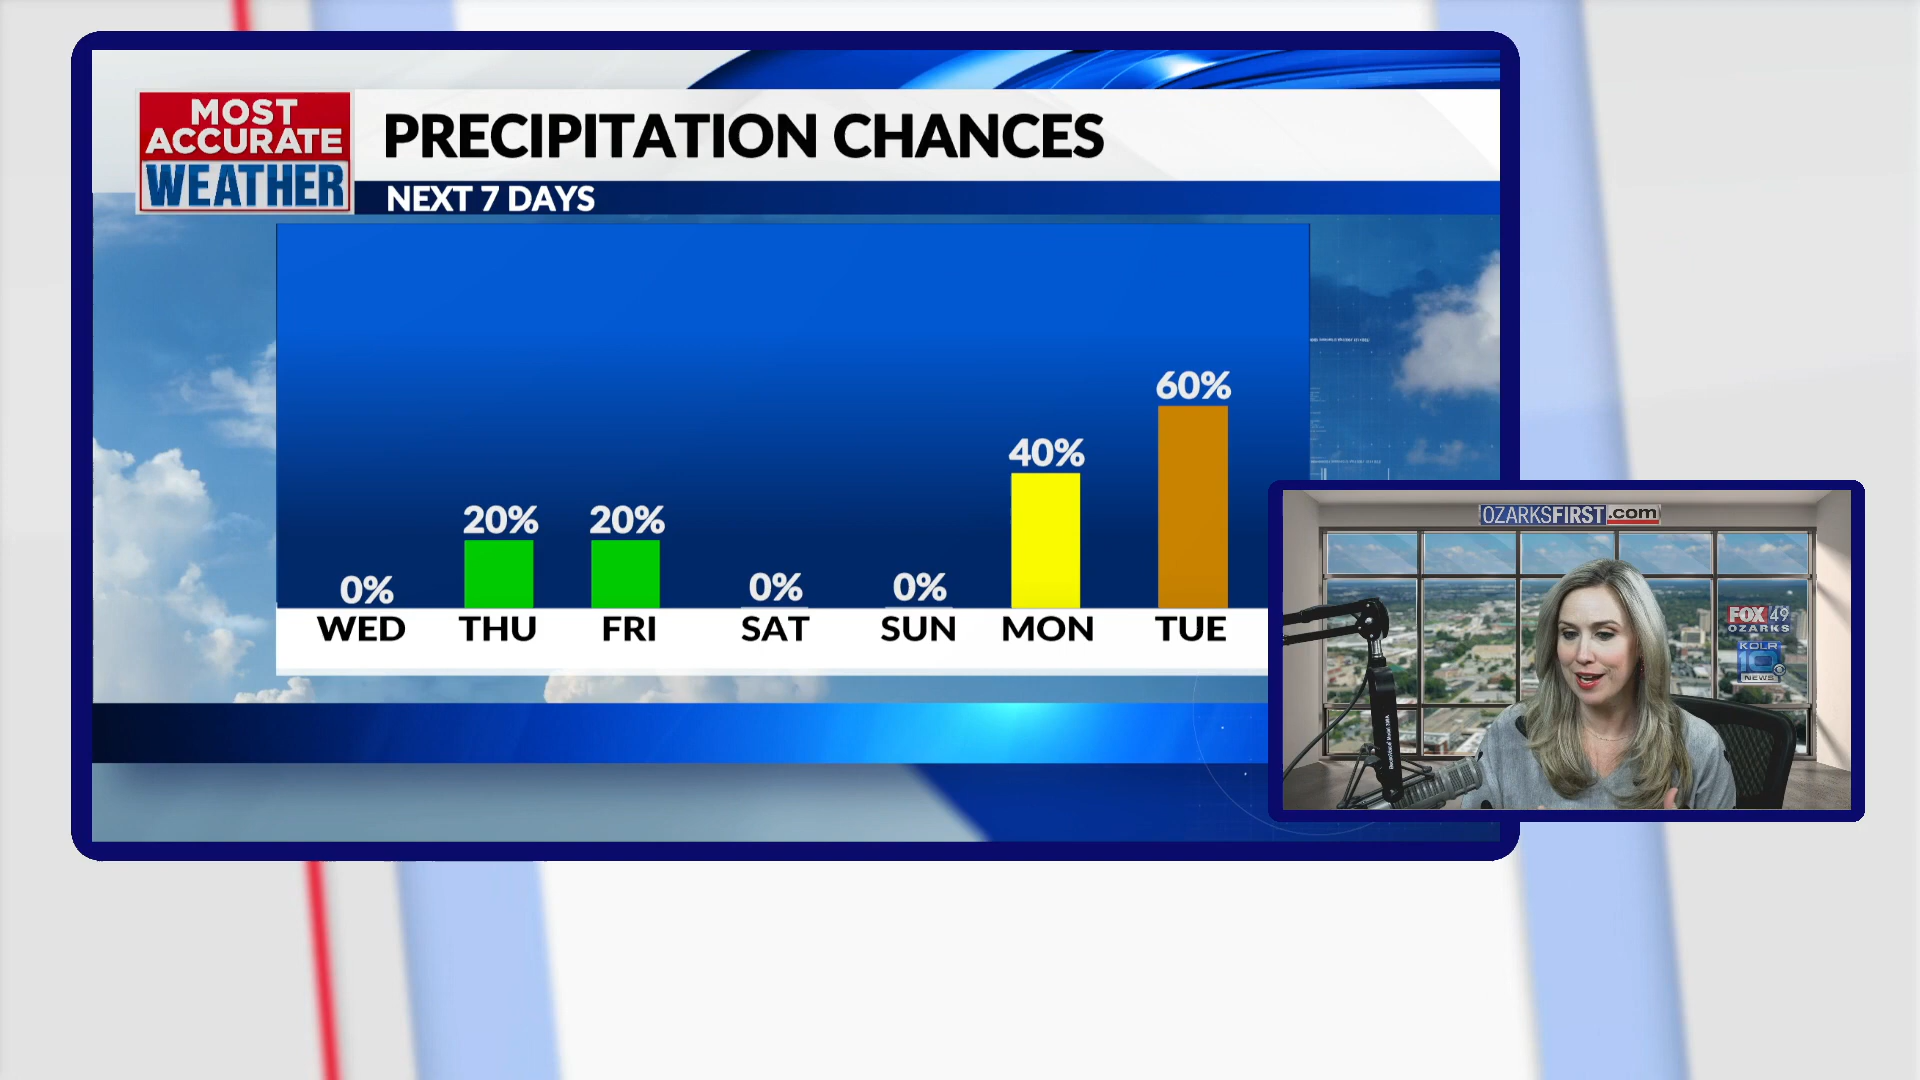 MOST
ACCURATE
WEATHER
PRECIPITATION CHANCES
NEXT 7 DAYS
0% 20% 20% 0% 0% 40% 60%
WED THU FRI SAT SUN MON TUE
OZARKSFIRST.com
FOX 49
OZARKS
KOLR
10
NEWS